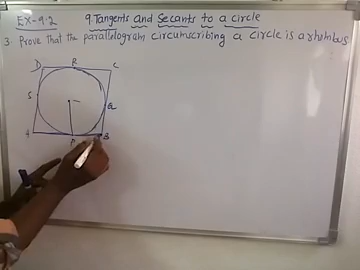 EX-9.2 9.Tangents and Secants to a circle
3. Prove that the parallelogram circumscribing a circle is a rhombus
D R C
S Q
A P B